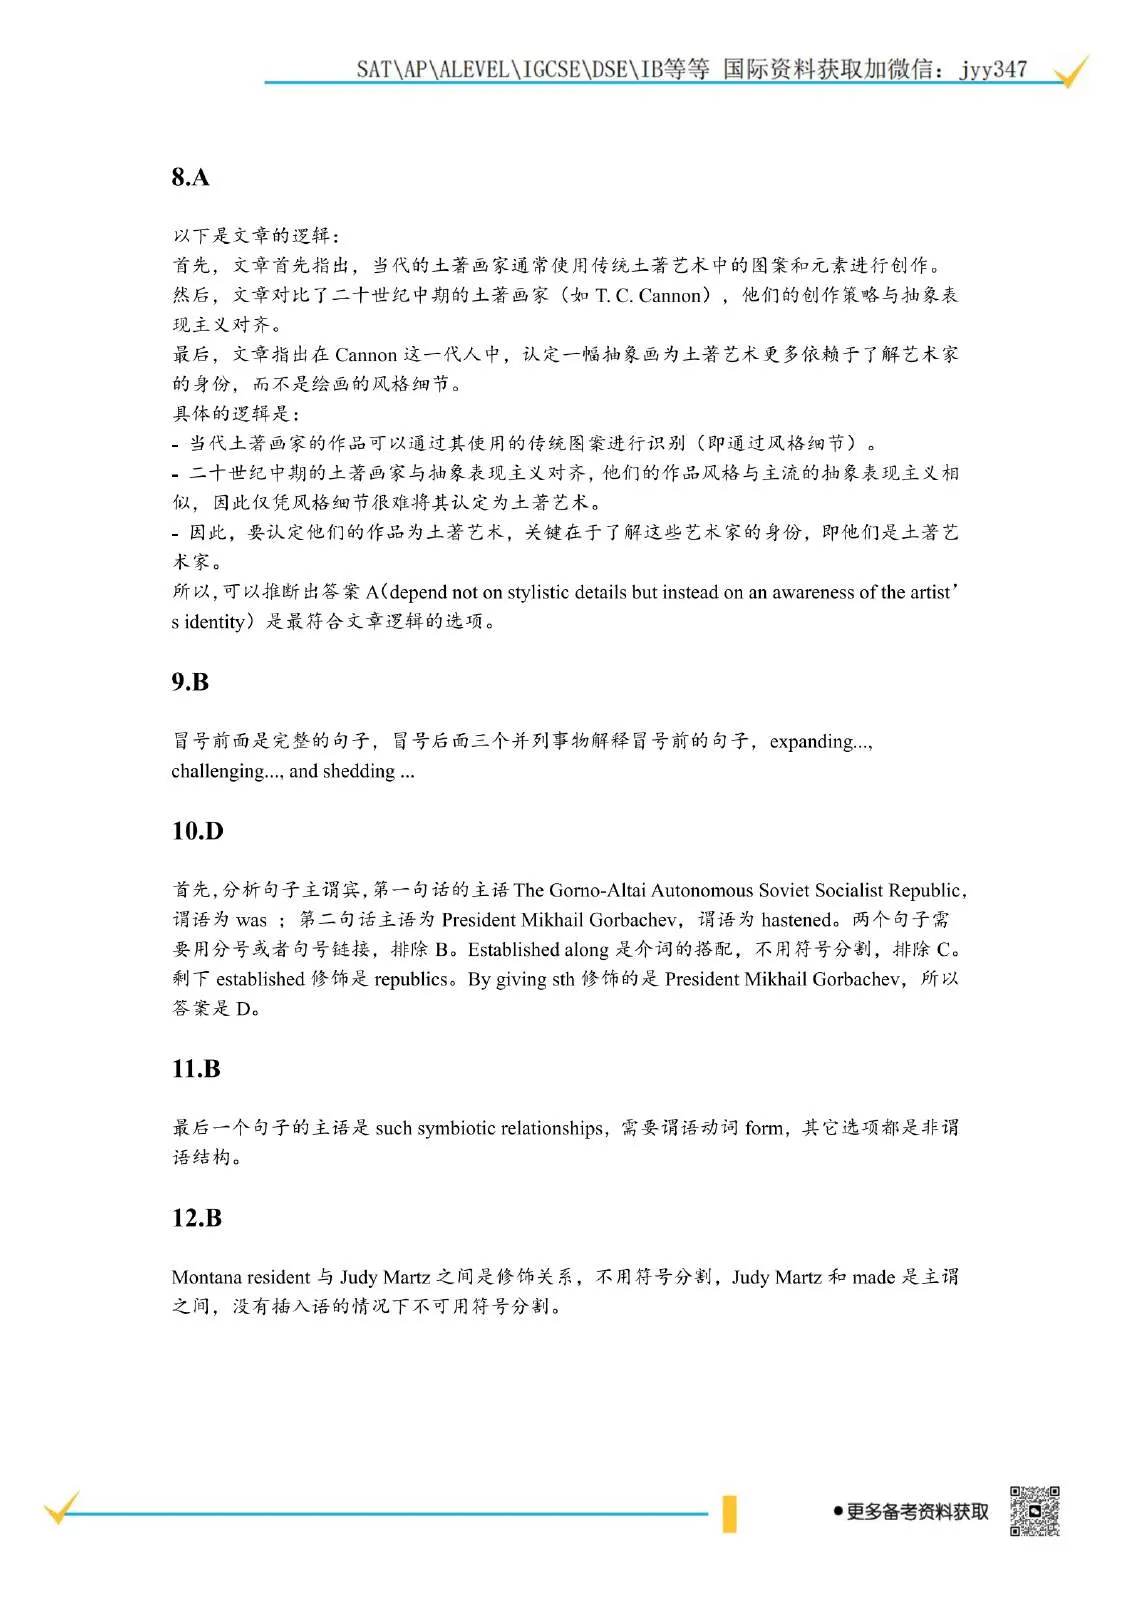 SAT\AP\ALEVEL\IGCSE\DSE\IB等等 国际资料获取加微信：jyy347
8.A
以下是文章的逻辑：
首先，文章首先指出，当代的土著画家通常使用传统土著艺术中的图案和元素进行创作。
然后，文章对比了二十世纪中期的土著画家（如 T. C. Cannon），他们的创作策略与抽象表
现主义对齐。
最后，文章指出在 Cannon 这一代人中，认定一幅抽象画为土著艺术更多依赖于了解艺术家
的身份，而不是绘画的风格细节。
具体的逻辑是：
- 当代土著画家的作品可以通过其使用的传统图案进行识别（即通过风格细节）。
- 二十世纪中期的土著画家与抽象表现主义对齐，他们的作品风格与主流的抽象表现主义相
似，因此仅凭风格细节很难将其认定为土著艺术。
- 因此，要认定他们的作品为土著艺术，关键在于了解这些艺术家的身份，即他们是土著艺
术家。
所以，可以推断出答案 A（depend not on stylistic details but instead on an awareness of the artist’
s identity）是最符合文章逻辑的选项。
9.B
冒号前面是完整的句子，冒号后面三个并列事物解释冒号前的句子，expanding...,
challenging..., and shedding ...
10.D
首先，分析句子主谓宾，第一句话的主语 The Gorno-Altai Autonomous Soviet Socialist Republic，
谓语为 was ；第二句话主语为 President Mikhail Gorbachev，谓语为 hastened。两个句子需
要用分号或者句号链接，排除 B。Established along 是介词的搭配，不用符号分割，排除 C。
剩下 established 修饰是 republics。By giving sth 修饰的是 President Mikhail Gorbachev，所以
答案是 D。
11.B
最后一个句子的主语是 such symbiotic relationships，需要谓语动词 form，其它选项都是非谓
语结构。
12.B
Montana resident 与 Judy Martz 之间是修饰关系，不用符号分割，Judy Martz 和 made 是主谓
之间，没有插入语的情况下不可用符号分割。
●更多备考资料获取